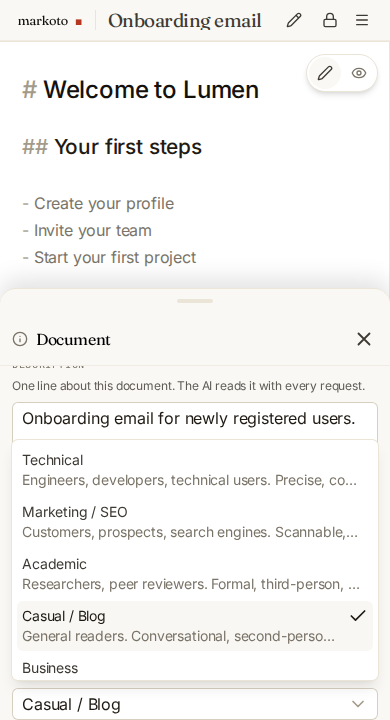 markoto
Onboarding email
# Welcome to Lumen
## Your first steps
- Create your profile
- Invite your team
- Start your first project
Document
DESCRIPTION
One line about this document. The AI reads it with every request.
Onboarding email for newly registered users.
Technical
Engineers, developers, technical users. Precise, co...
Marketing / SEO
Customers, prospects, search engines. Scannable,...
Academic
Researchers, peer reviewers. Formal, third-person, ...
Casual / Blog
General readers. Conversational, second-perso...
Business
Casual / Blog